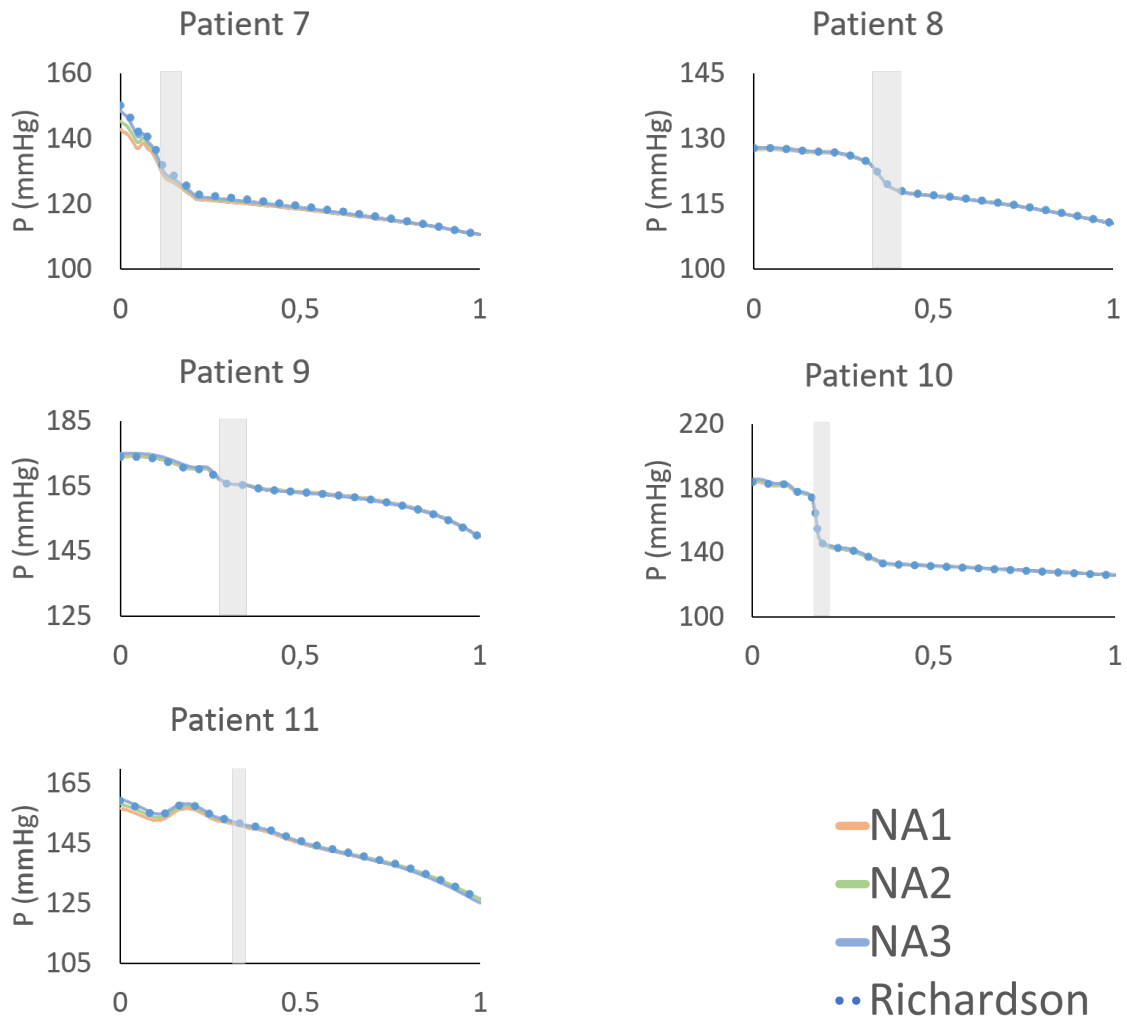 Patient 7
P (mmHg)
160
140
120
100
0
0,5
1
Patient 8
P (mmHg)
145
130
115
100
0
0,5
1
Patient 9
P (mmHg)
185
165
145
125
0
0,5
1
Patient 10
P (mmHg)
220
180
140
100
0
0,5
1
Patient 11
P (mmHg)
165
145
125
105
0
0.5
1
NA1
NA2
NA3
Richardson